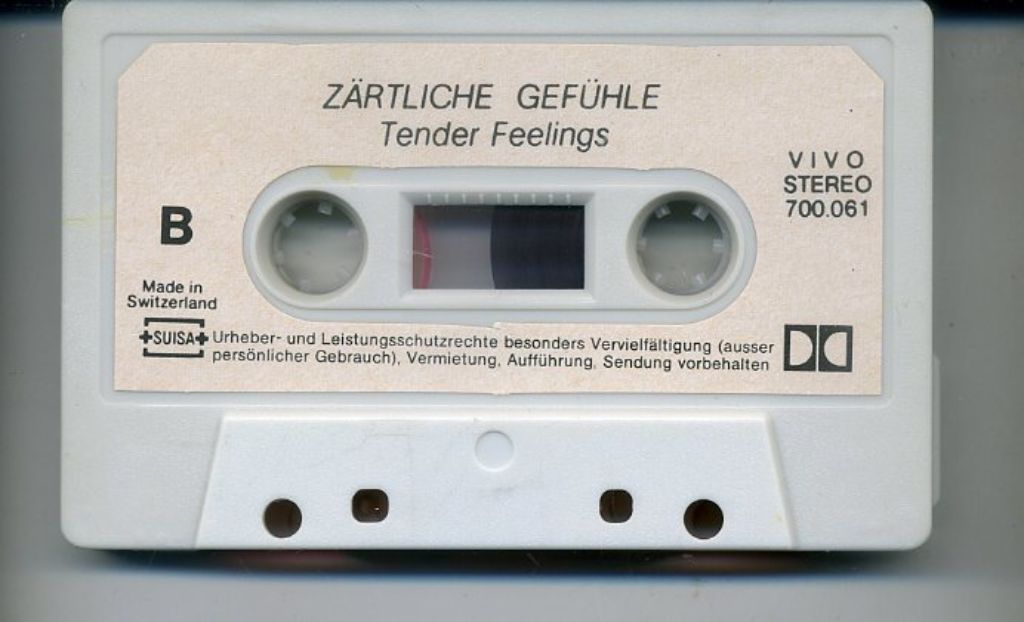 ZÄRTLICHE GEFÜHLE
Tender Feelings
VIVO
STEREO
700.061
B
Made in
Switzerland
SUISA
Urheber- und Leistungsschutzrechte besonders Vervielfältigung (ausser
persönlicher Gebrauch), Vermietung, Aufführung, Sendung vorbehalten